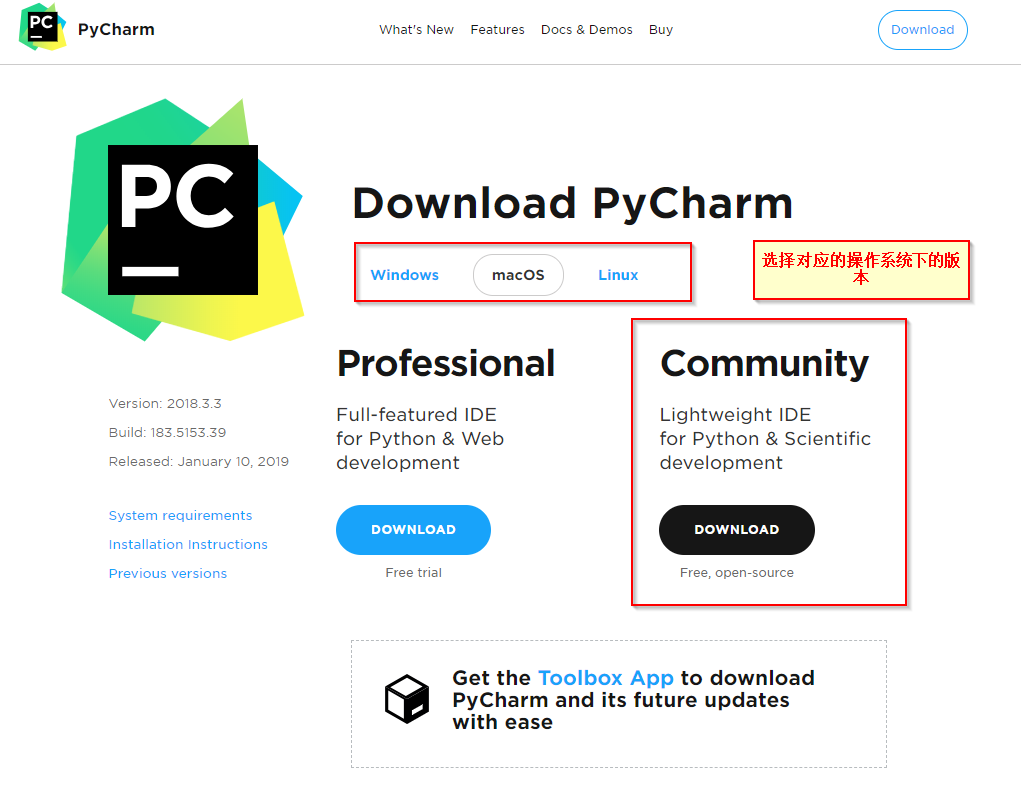 PC
PyCharm
What's New Features Docs & Demos Buy
Download
PC
Download PyCharm
Windows macOS Linux
选择对应的操作系统下的版
本
Professional
Full-featured IDE
for Python & Web
development
DOWNLOAD
Free trial
Community
Lightweight IDE
for Python & Scientific
development
DOWNLOAD
Free, open-source
Version: 2018.3.3
Build: 183.5153.39
Released: January 10, 2019
System requirements
Installation Instructions
Previous versions
Get the Toolbox App to download
PyCharm and its future updates
with ease